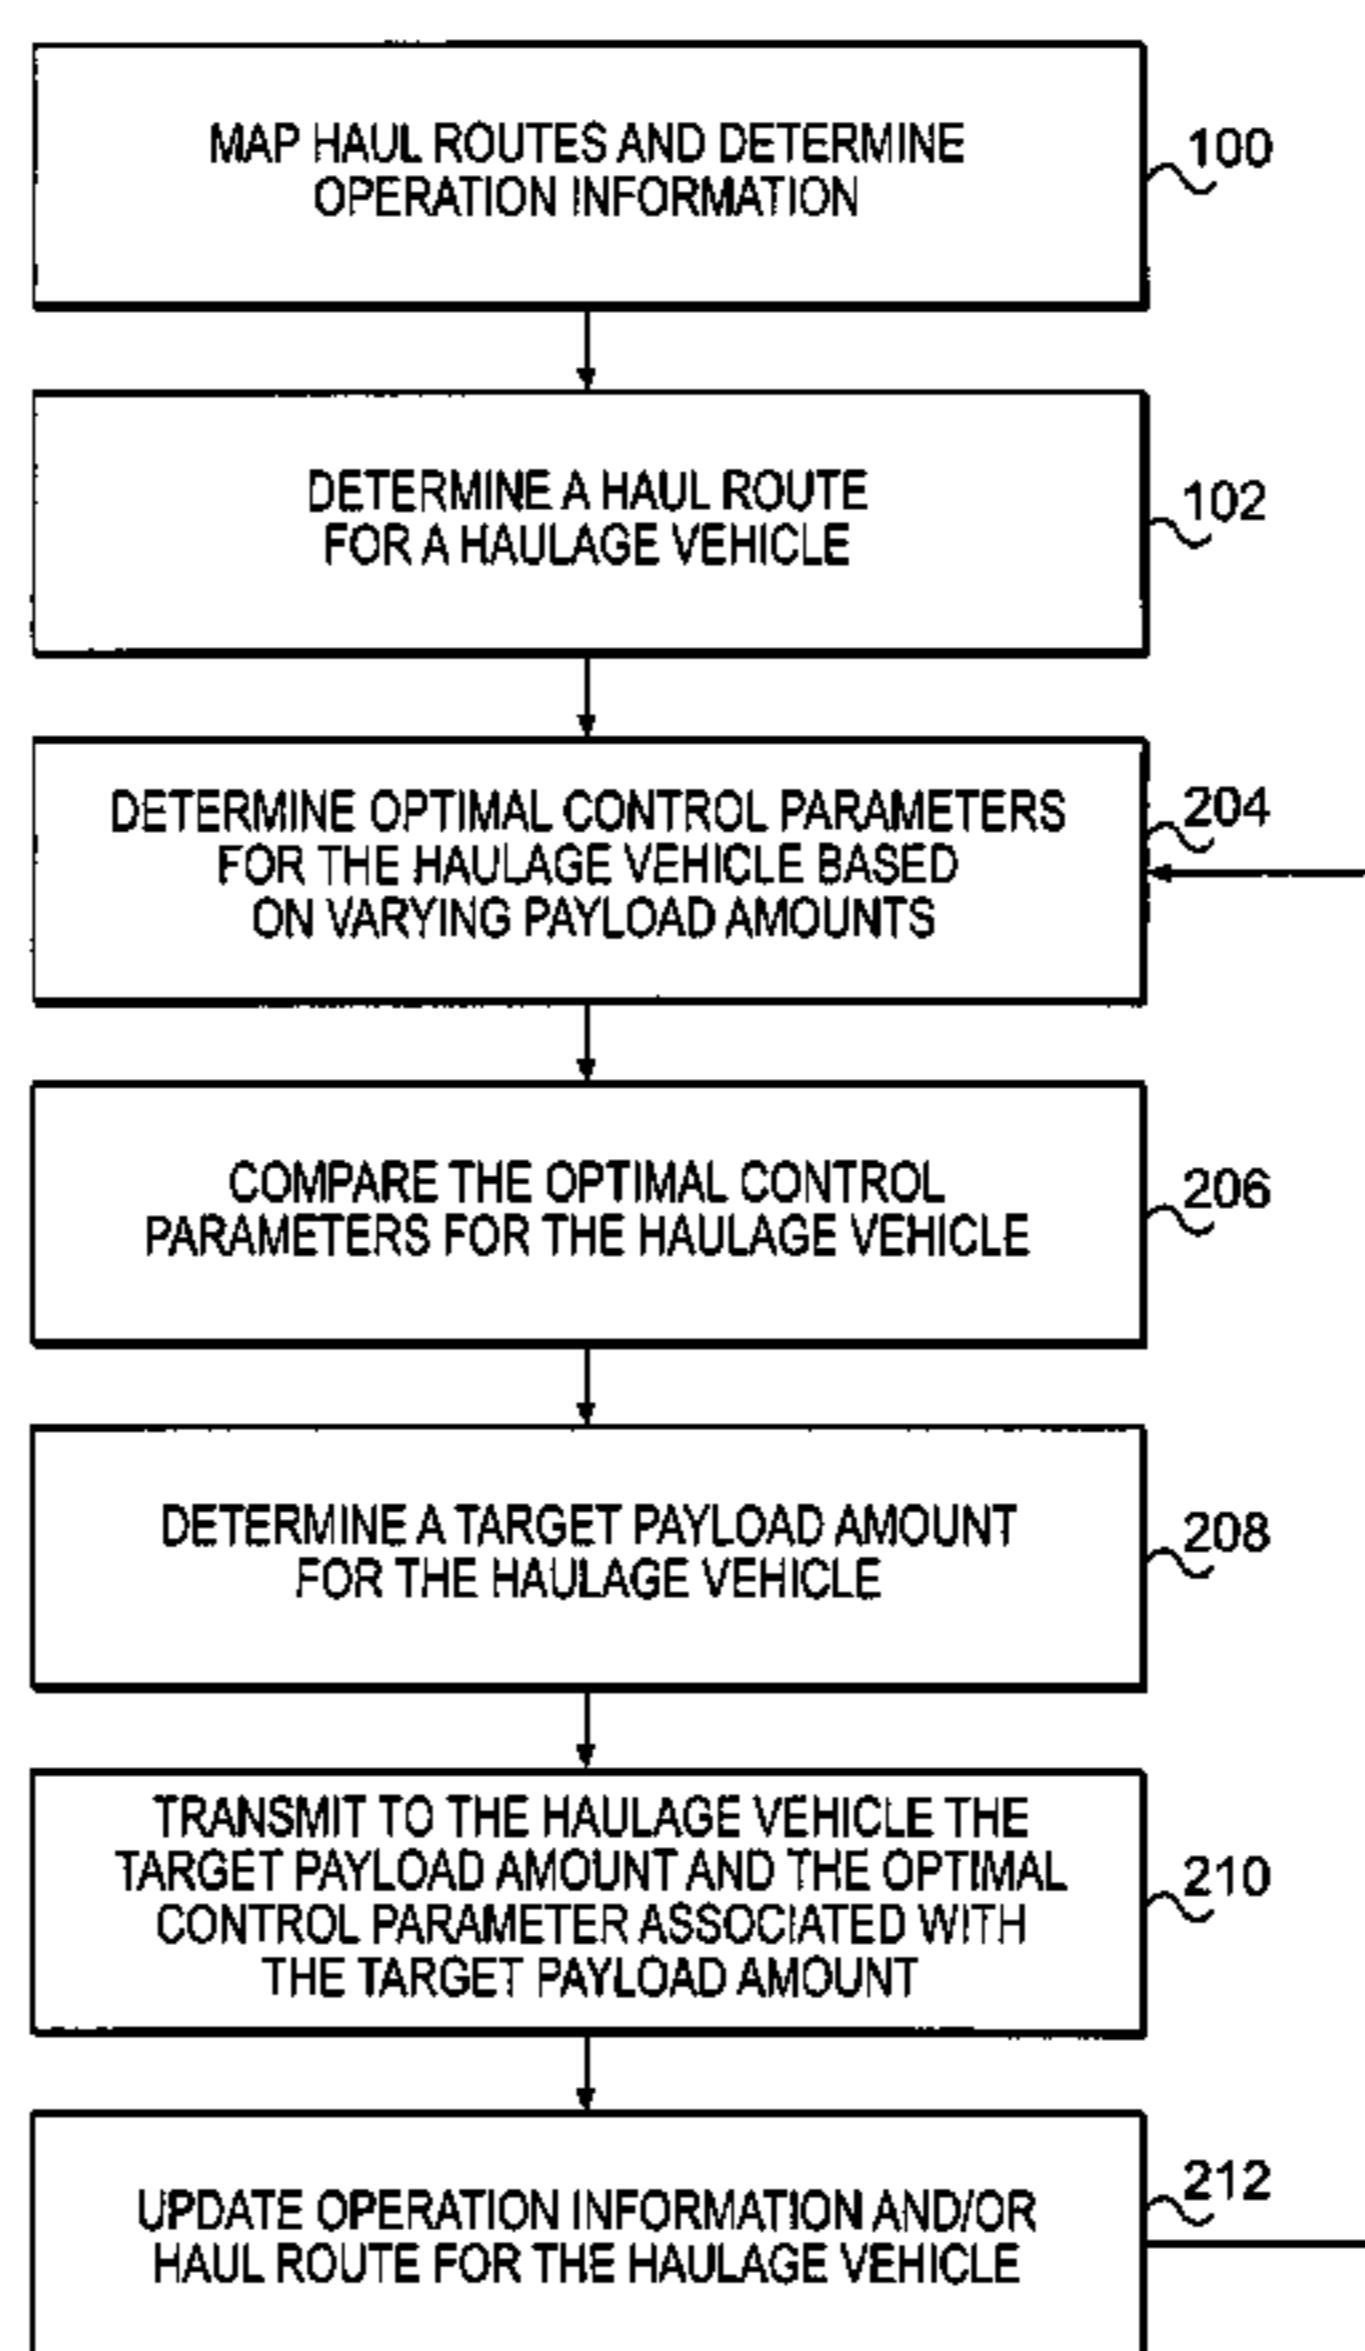 MAP HAUL ROUTES AND DETERMINE
OPERATION INFORMATION
100
DETERMINE A HAUL ROUTE
FOR A HAULAGE VEHICLE
102
DETERMINE OPTIMAL CONTROL PARAMETERS
FOR THE HAULAGE VEHICLE BASED
ON VARYING PAYLOAD AMOUNTS
204
COMPARE THE OPTIMAL CONTROL
PARAMETERS FOR THE HAULAGE VEHICLE
206
DETERMINE A TARGET PAYLOAD AMOUNT
FOR THE HAULAGE VEHICLE
208
TRANSMIT TO THE HAULAGE VEHICLE THE
TARGET PAYLOAD AMOUNT AND THE OPTIMAL
CONTROL PARAMETER ASSOCIATED WITH
THE TARGET PAYLOAD AMOUNT
210
UPDATE OPERATION INFORMATION AND/OR
HAUL ROUTE FOR THE HAULAGE VEHICLE
212